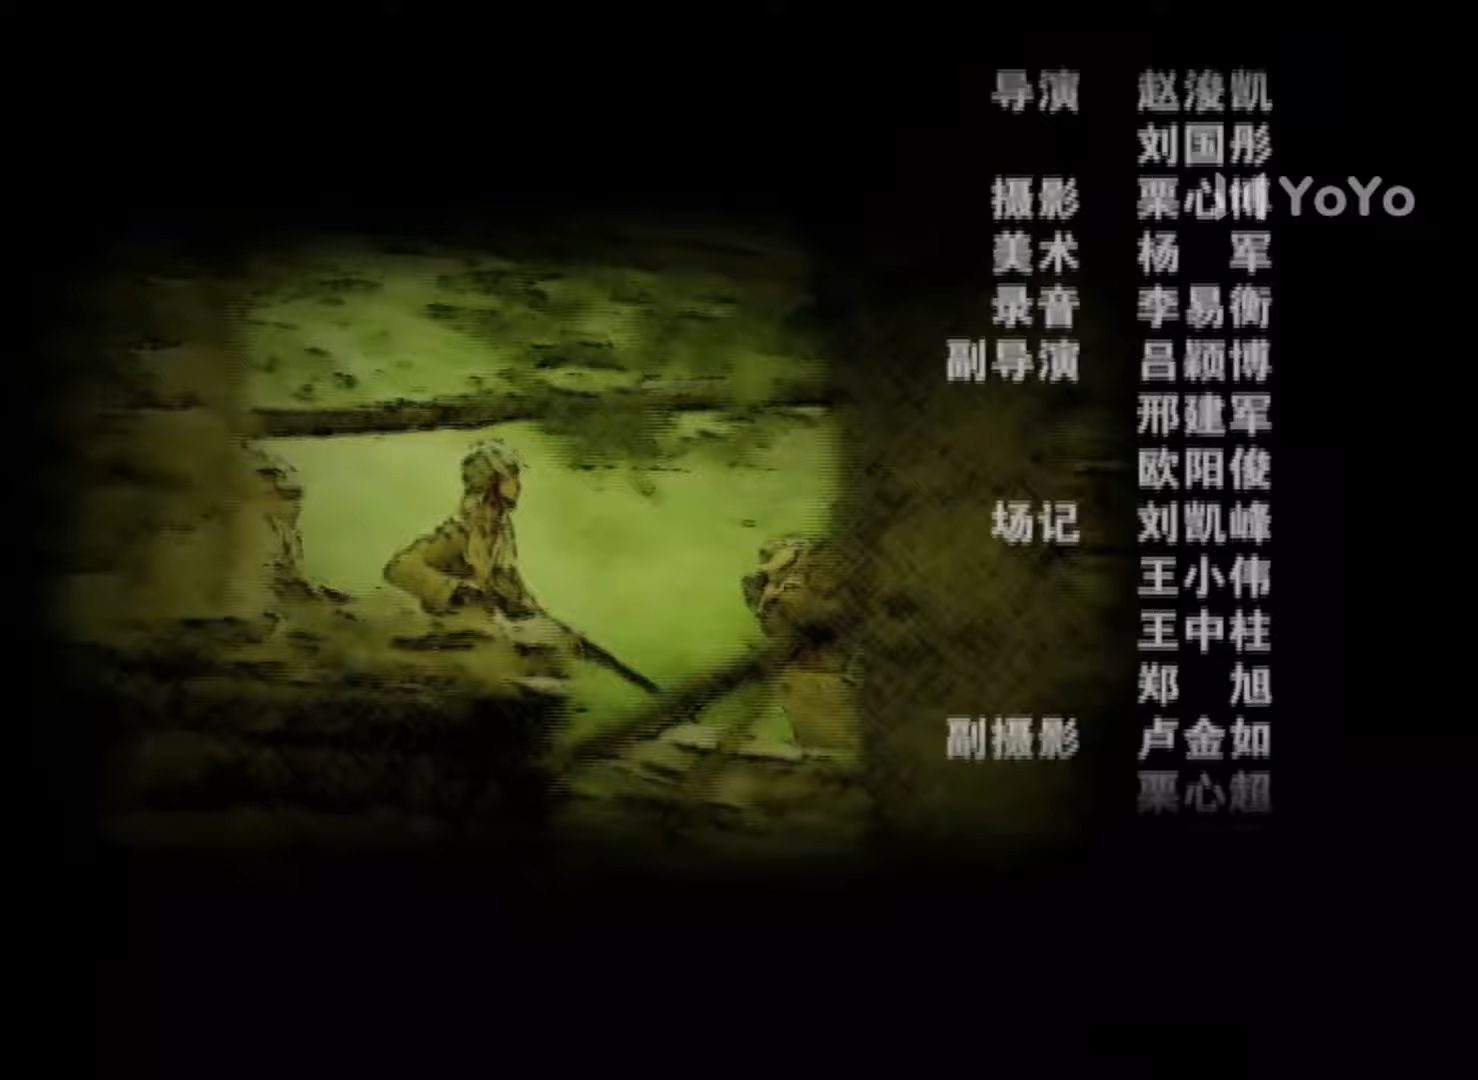 导演 赵浚凯
刘国彤
摄影 栗心博
YoYo
美术 杨 军
录音 李易衡
副导演 吕颖博
邢建军
欧阳俊
场记 刘凯峰
王小伟
王中柱
郑 旭
副摄影 卢金如
栗心超